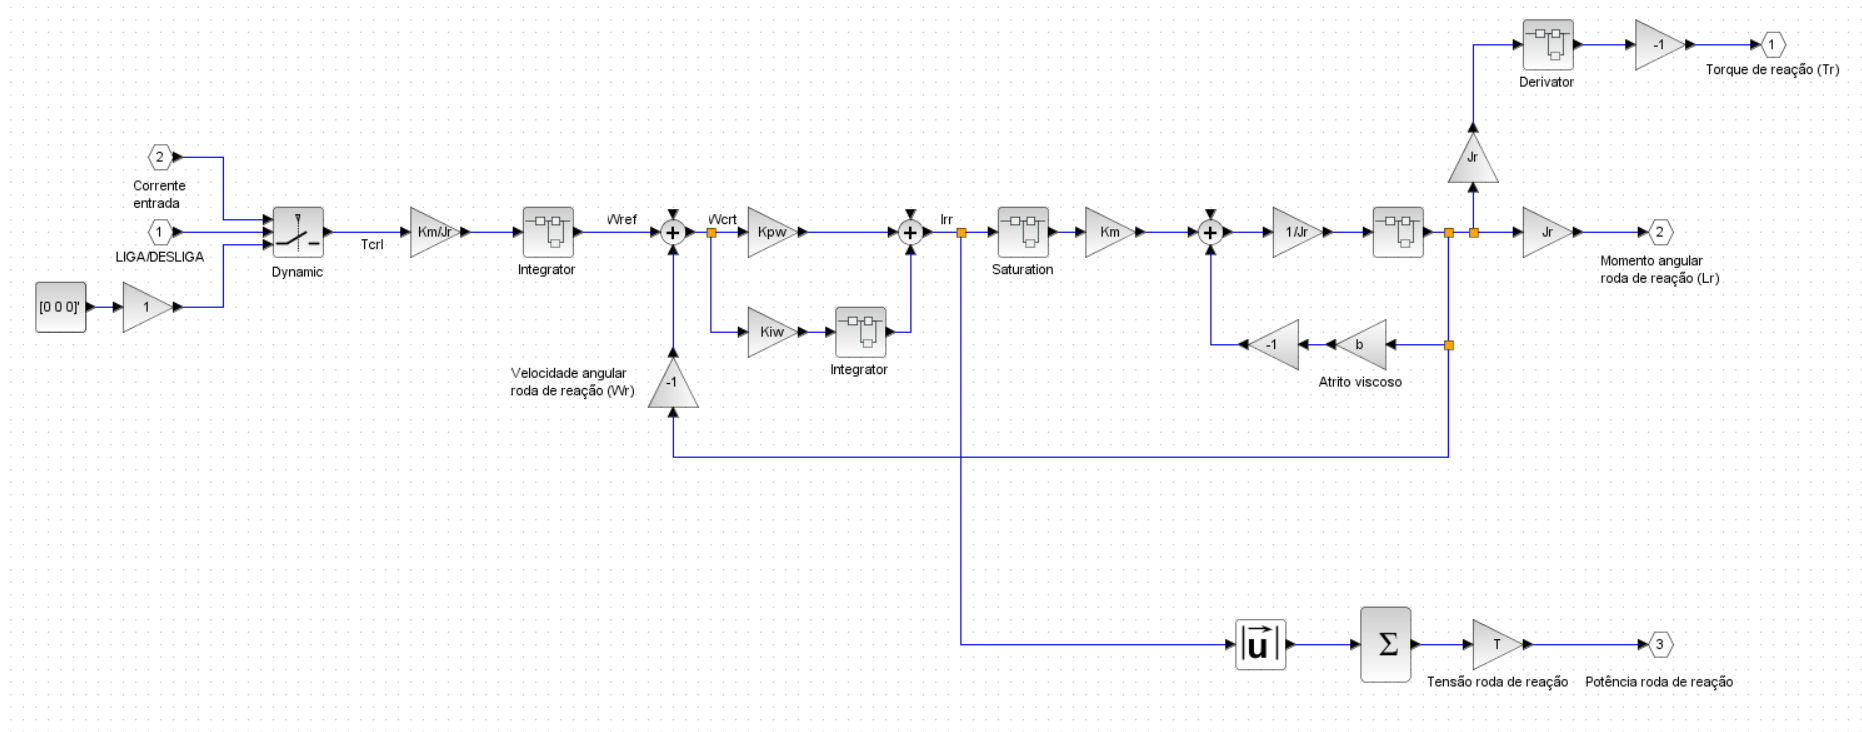 Derivator
-1
1
Torque de reação (Tr)
Jr
2
Corrente
entrada
1
LIGA/DESLIGA
Dynamic
Tcrl
Km/Jr
Integrator
Wref
+
Wcrt
Kpw
+
Irr
Saturation
Km
+
1/Jr
Jr
2
Momento angular
roda de reação (Lr)
[0 0 0]'
1
Kiw
Integrator
-1
b
Atrito viscoso
Velocidade angular
roda de reação (Wr)
-1
|u|
Σ
T
3
Tensão roda de reação
Potência roda de reação